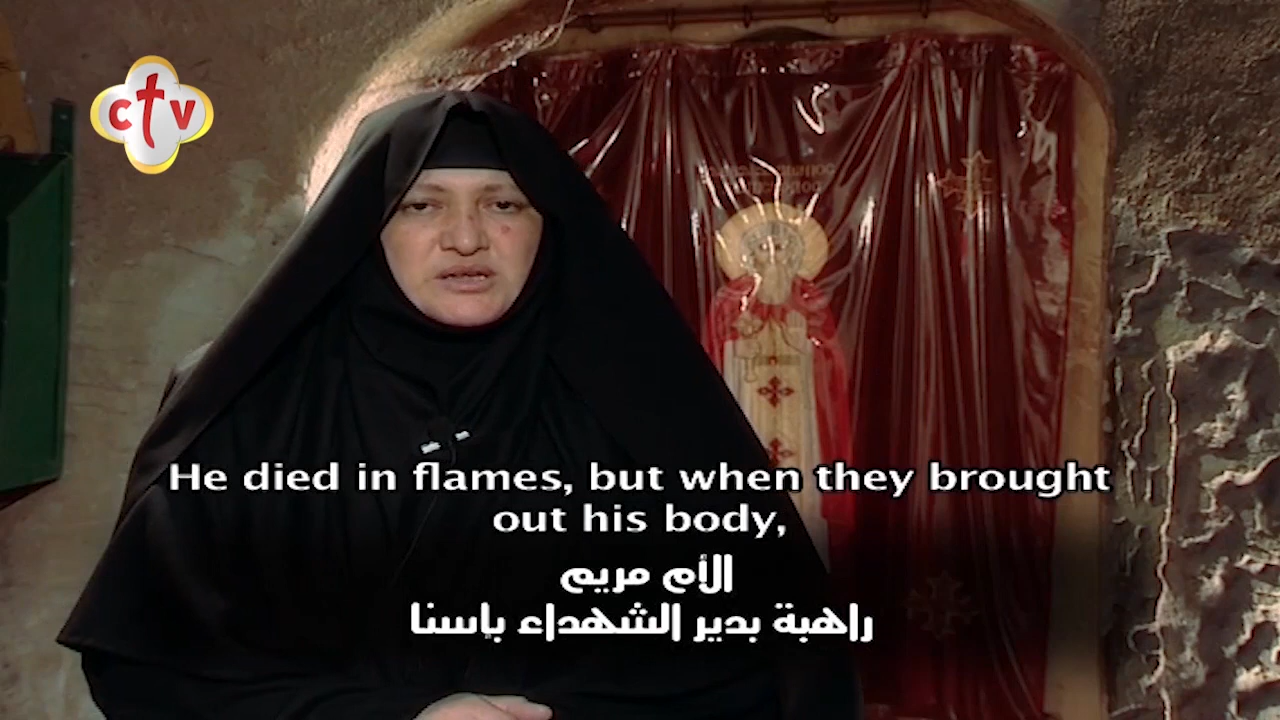 CTV
He died in flames, but when they brought
out his body,
الأم مريم
راهبة بدير الشهداء بإسنا